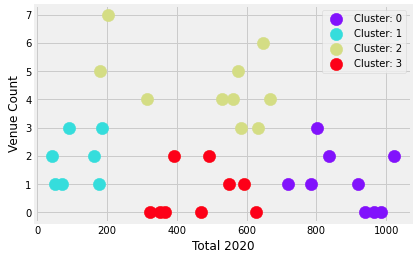 7
6
5
4
3
2
1
0
Venue Count
Cluster: 0
Cluster: 1
Cluster: 2
Cluster: 3
0 200 400 600 800 1000
Total 2020